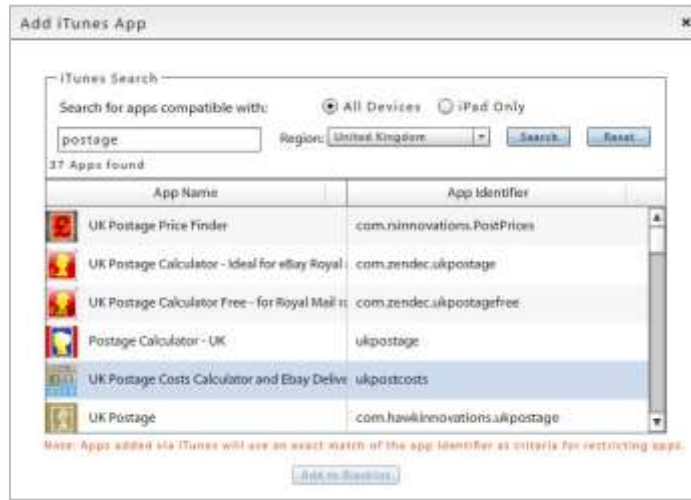 Add iTunes App
iTunes Search
Search for apps compatible with: All Devices iPad Only
postage Region: United Kingdom Search Reset
37 Apps found
App Name App Identifier
UK Postage Price Finder com.rsinnovations.PostPrices
UK Postage Calculator - Ideal for eBay Royal com.zendec.ukpostage
UK Postage Calculator Free - for Royal Mail com.zendec.ukpostagefree
Postage Calculator - UK ukpostage
UK Postage Costs Calculator and Ebay Delive ukpostcosts
UK Postage com.hawkinnovations.ukpostage
Note: Apps added via iTunes will use an exact match of the app identifier as criteria for restricting apps.
Add to Blacklist